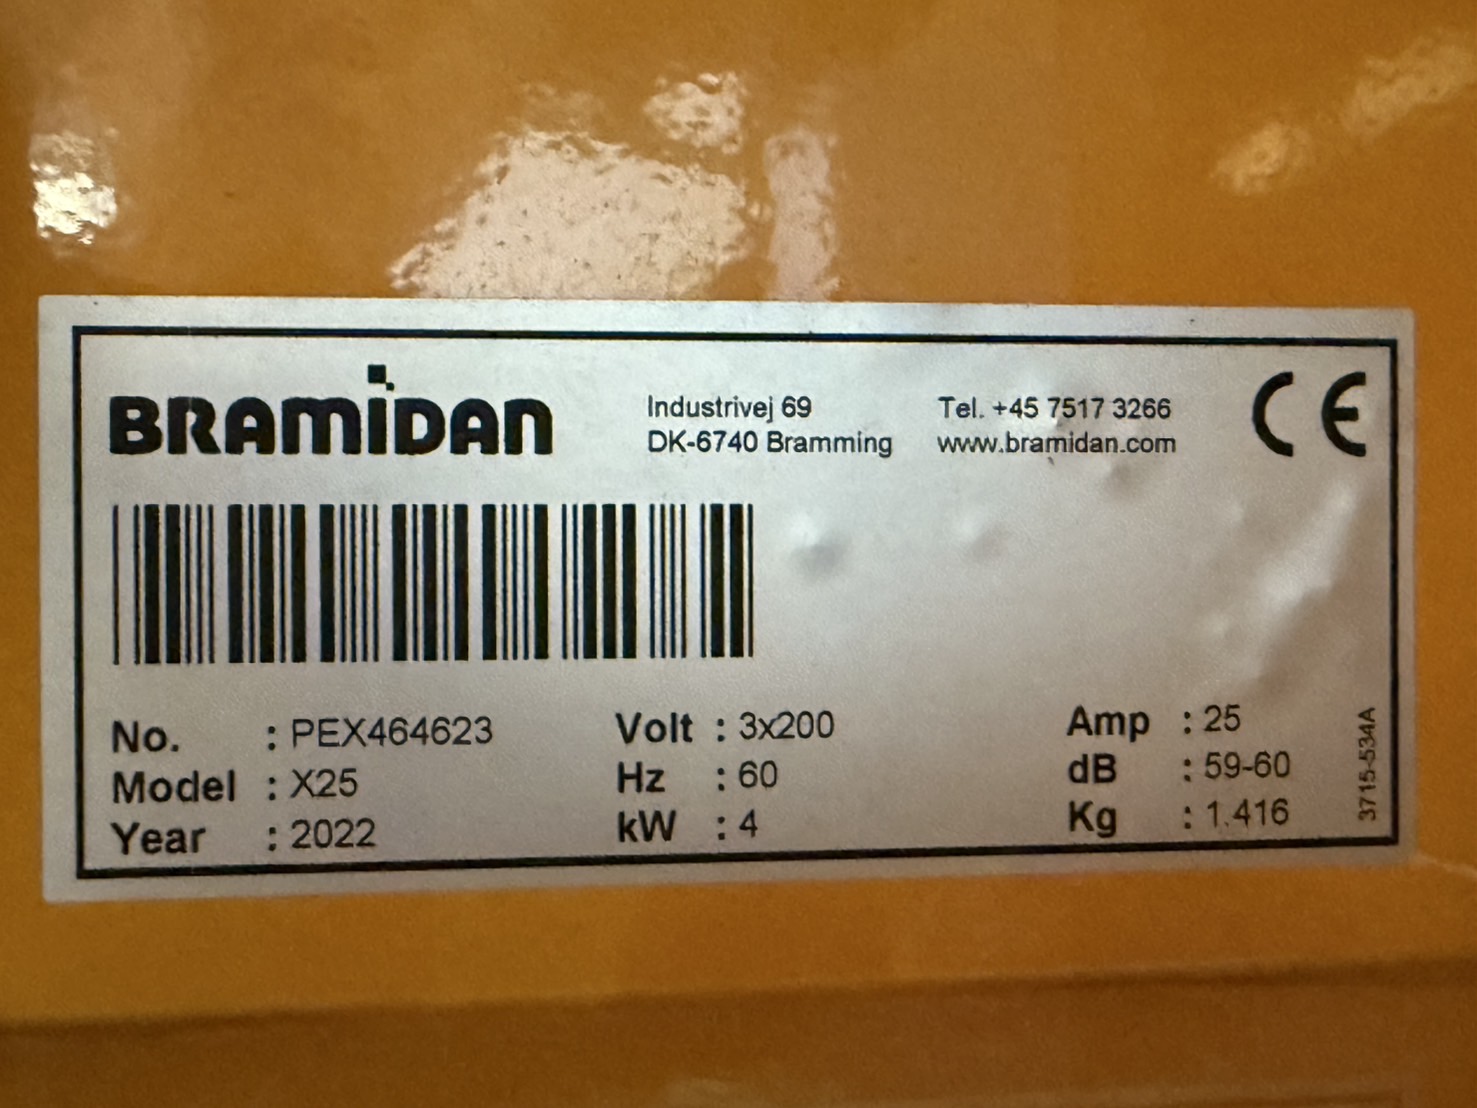 BRAMIDAN
Industrivej 69
DK-6740 Bramming
Tel. +45 7517 3266
www.bramidan.com
CE
No. : PEX464623
Model : X25
Year : 2022
Volt : 3x200
Hz : 60
kW : 4
Amp : 25
dB : 59-60
Kg : 1.416
3715-534A